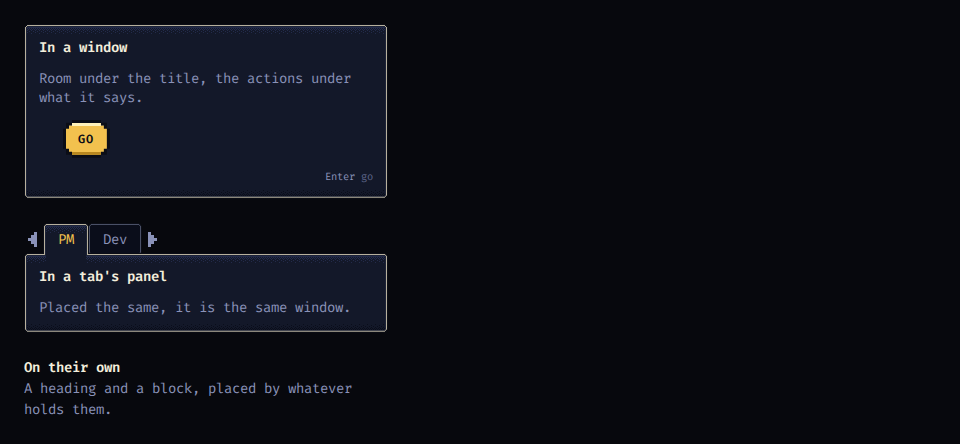 In a window
Room under the title, the actions under
what it says.
GO
Enter go
PM Dev
In a tab's panel
Placed the same, it is the same window.
On their own
A heading and a block, placed by whatever
holds them.